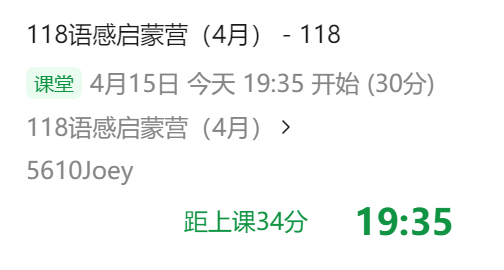 118语感启蒙营（4月） - 118
课堂 4月15日 今天 19:35 开始 (30分)
118语感启蒙营（4月）
5610Joey
距上课34分 19:35